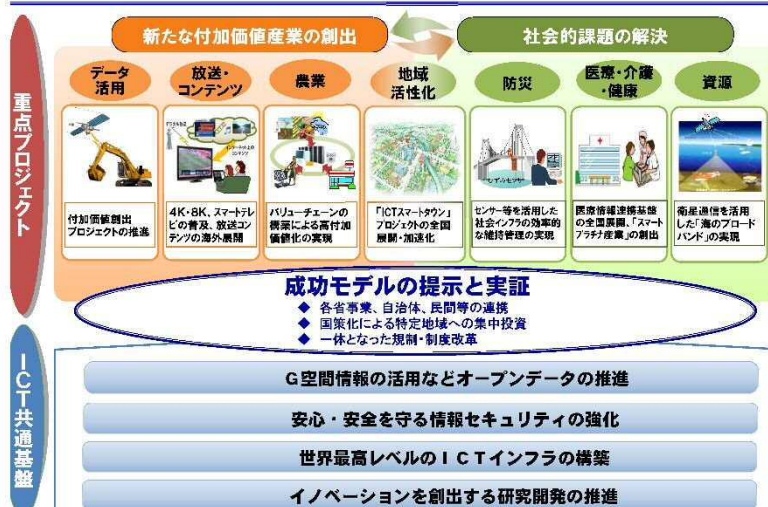 新たな付加価値産業の創出
社会的課題の解決
重点プロジェクト
データ
活用
放送・
コンテンツ
農業
地域
活性化
防災
医療・介護
・健康
資源
付加価値創出
プロジェクトの推進
4K・8K、スマートテレ
ビの普及、放送コン
テンツの海外展開
バリューチェーンの
構築による高付加
価値化の実現
「ICTスマートタウン」
プロジェクトの全国
展開・加速化
センサー等を活用した
社会インフラの効率的
な維持管理の実現
医療情報連携基盤
の全国展開、「スマート
プラチナ産業」の創出
衛星通信を活用
した「海のブロード
バンド」の実現
成功モデルの提示と実証
◆ 各省事業、自治体、民間等の連携
◆ 国策化による特定地域への集中投資
◆ 一体となった規制・制度改革
ICT共通基盤
G空間情報の活用などオープンデータの推進
安心・安全を守る情報セキュリティの強化
世界最高レベルのICTインフラの構築
イノベーションを創出する研究開発の推進